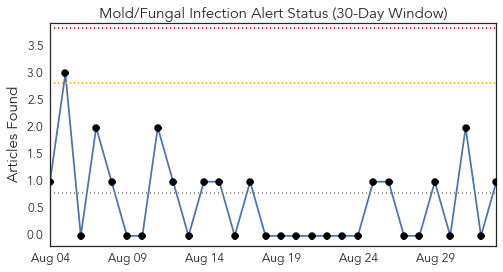 Mold/Fungal Infection Alert Status (30-Day Window)
Articles Found
3.5
3.0
2.5
2.0
1.5
1.0
0.5
0.0
Aug 04 Aug 09 Aug 14 Aug 19 Aug 24 Aug 29